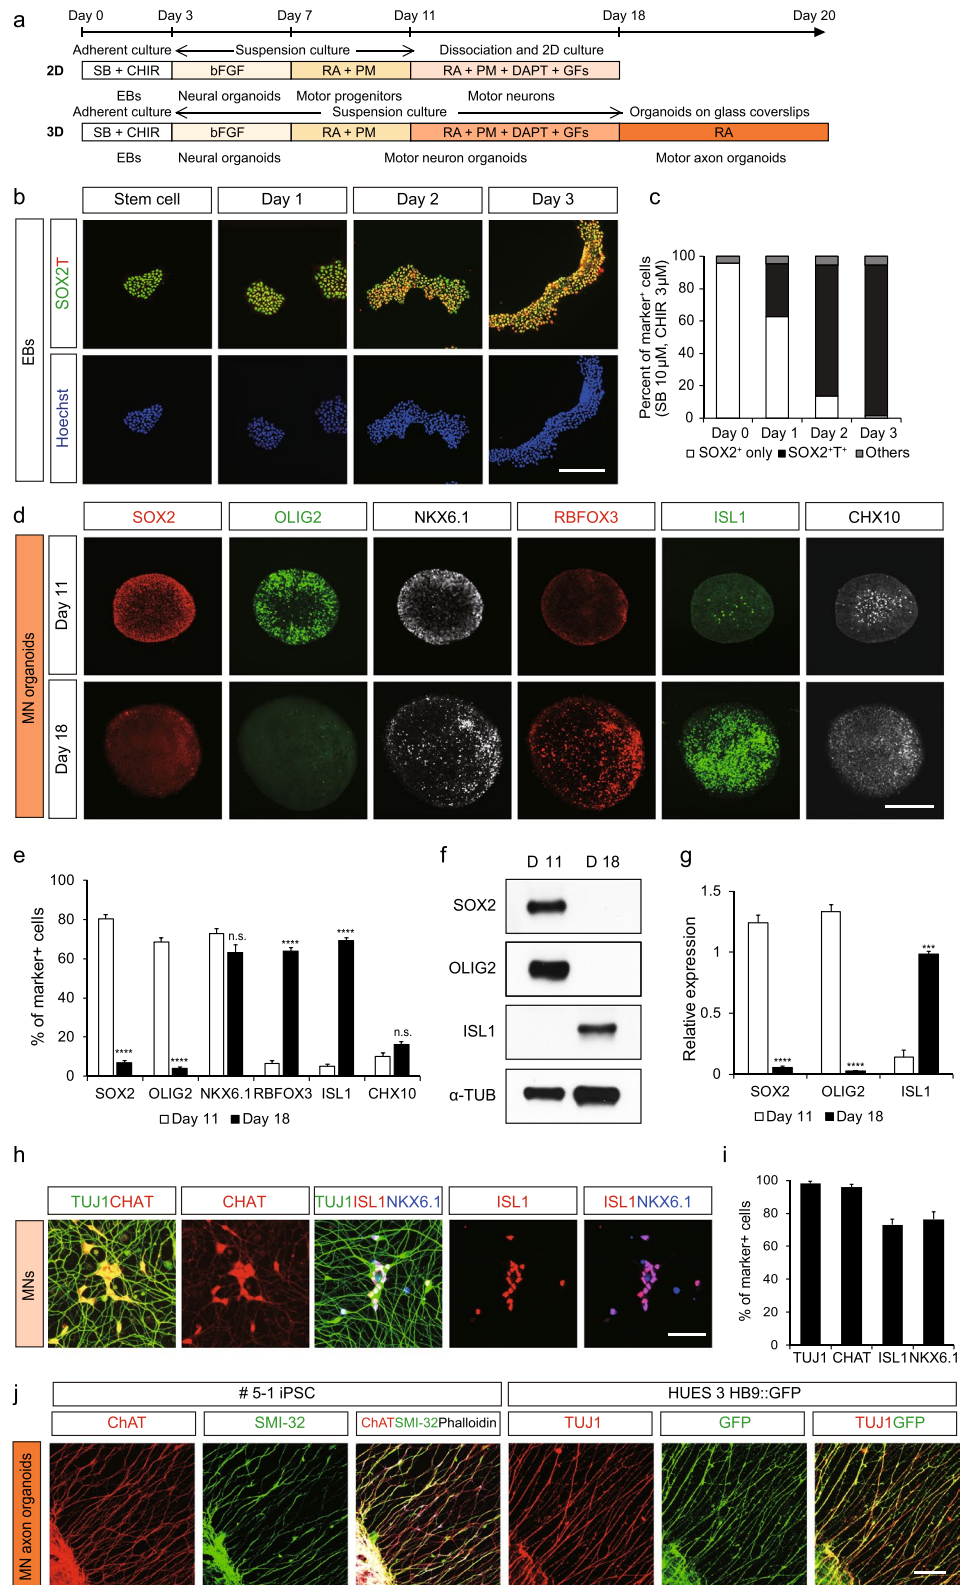 a
Day 0 Day 3 Day 7 Day 11 Day 18 Day 20
Adherent culture Suspension culture Dissociation and 2D culture
2D SB + CHIR bFGF RA + PM RA + PM + DAPT + GFs
EBs Neural organoids Motor progenitors Motor neurons
Adherent culture Suspension culture Organoids on glass coverslips
3D SB + CHIR bFGF RA + PM RA + PM + DAPT + GFs RA
EBs Neural organoids Motor neuron organoids Motor axon organoids
b
Stem cell Day 1 Day 2 Day 3
EBs
SOX2T
Hoechst
c
Percent of marker⁺ cells
(SB 10 µM, CHIR 3 µM)
100
80
60
40
20
0
Day 0 Day 1 Day 2 Day 3
SOX2⁺ only SOX2⁺T⁺ Others
d
SOX2 OLIG2 NKX6.1 RBFOX3 ISL1 CHX10
MN organoids
Day 11
Day 18
e
% of marker+ cells
100
80
60
40
20
0
**** **** n.s. **** **** n.s.
SOX2 OLIG2 NKX6.1 RBFOX3 ISL1 CHX10
Day 11 Day 18
f
D 11 D 18
SOX2
OLIG2
ISL1
α-TUB
g
Relative expression
1.5
1
0.5
0
**** **** ***
SOX2 OLIG2 ISL1
Day 11 Day 18
h
TUJ1CHAT CHAT TUJ1ISL1NKX6.1 ISL1 ISL1NKX6.1
MNs
i
% of marker+ cells
100
80
60
40
20
0
TUJ1 CHAT ISL1 NKX6.1
j
# 5-1 iPSC HUES 3 HB9::GFP
ChAT SMI-32 ChATSMI-32Phalloidin TUJ1 GFP TUJ1GFP
MN axon organoids